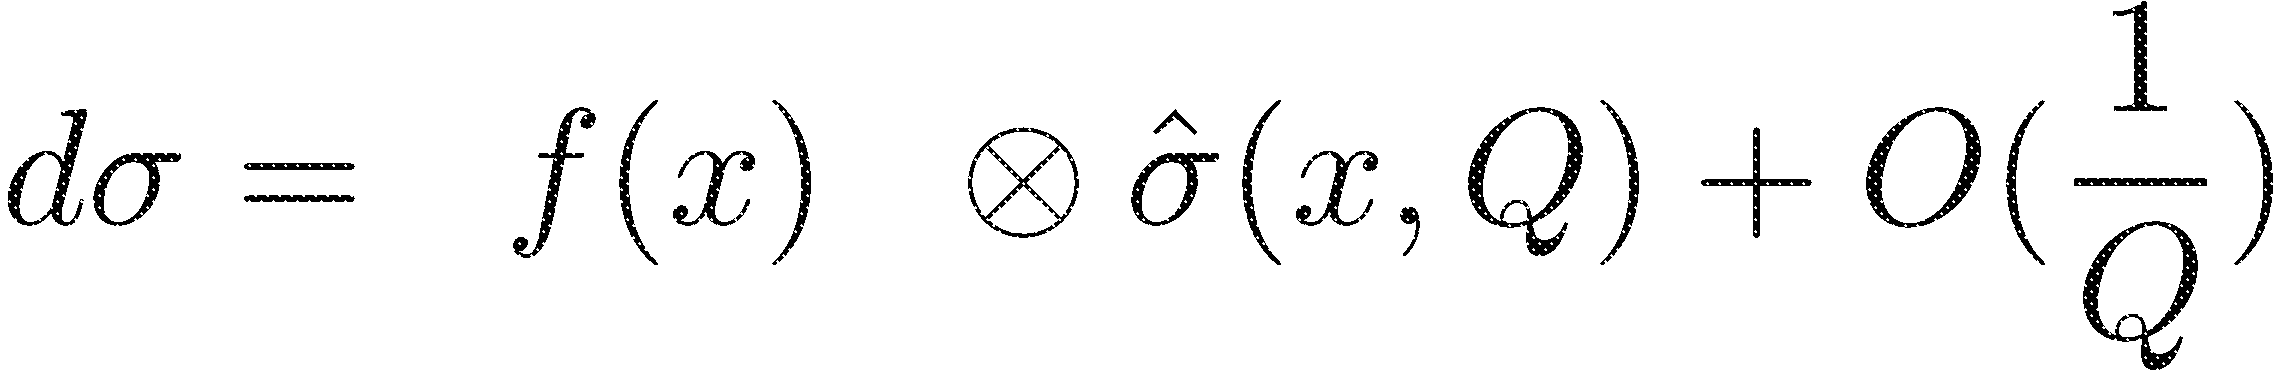 dσ = f(x) ⊗ σ̂(x, Q) + O(1/Q)